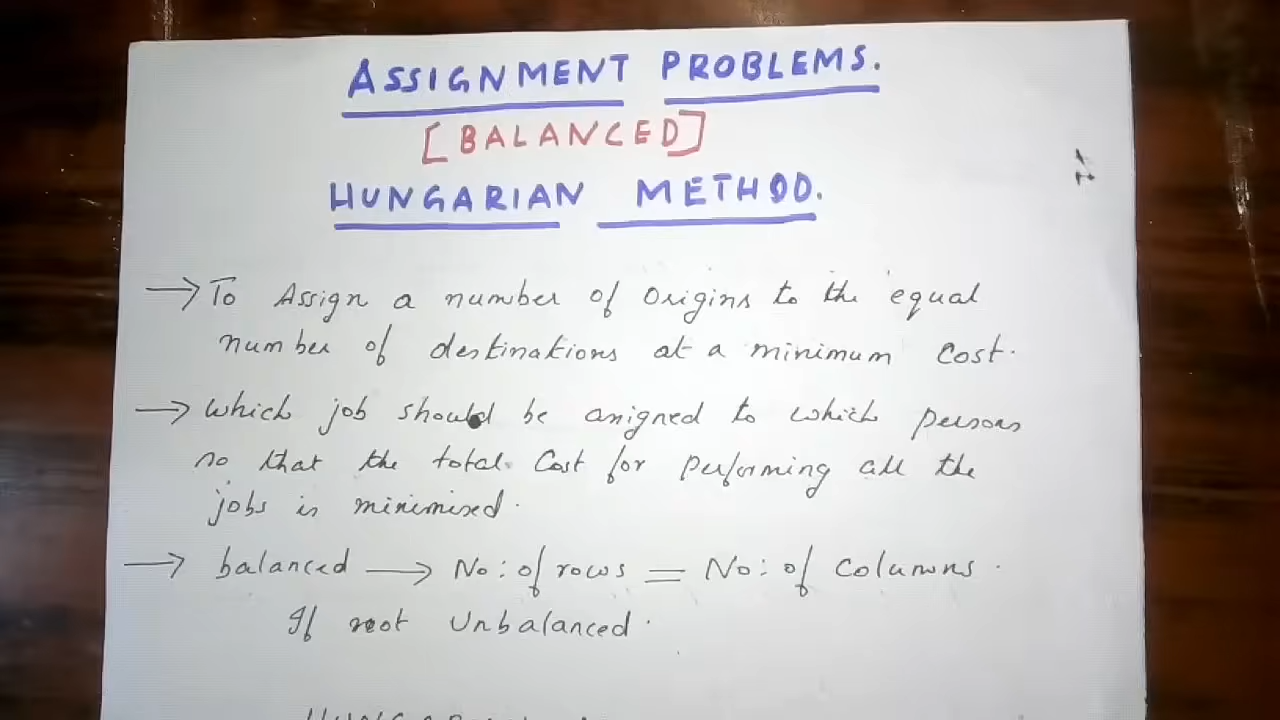 ASSIGNMENT PROBLEMS.
[BALANCED]
HUNGARIAN METHOD.
→ To Assign a number of Origins to the equal
number of destinations at a minimum cost.
→ which job should be assigned to which person
so that the total cost for performing all the
jobs is minimised.
→ balanced → No: of rows = No: of columns.
If not Unbalanced.